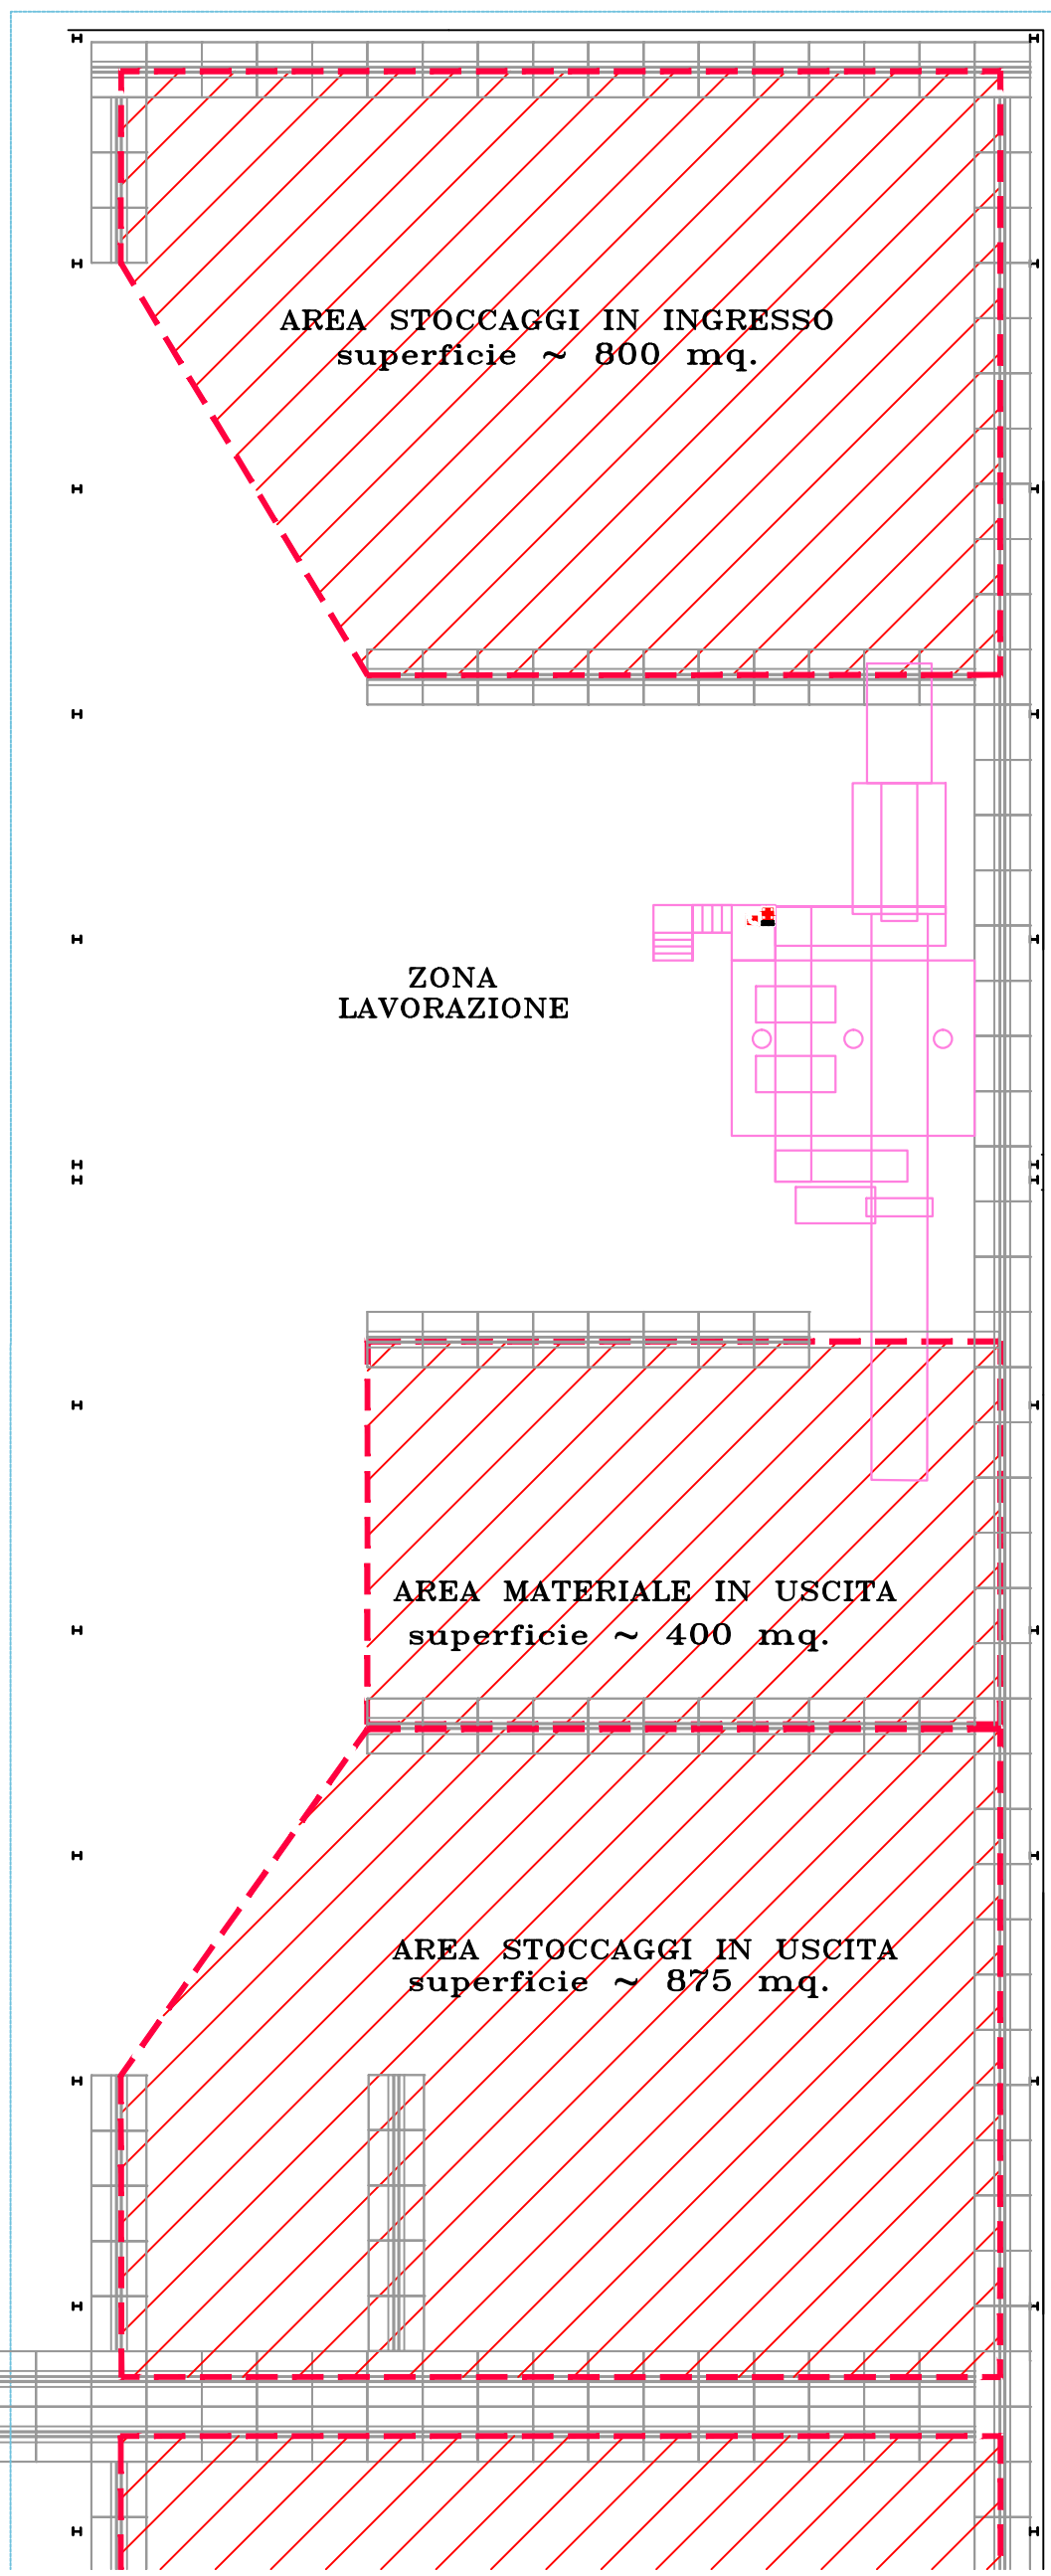 AREA STOCCAGGI IN INGRESSO
superficie ~ 800 mq.
ZONA
LAVORAZIONE
AREA MATERIALE IN USCITA
superficie ~ 400 mq.
AREA STOCCAGGI IN USCITA
superficie ~ 875 mq.